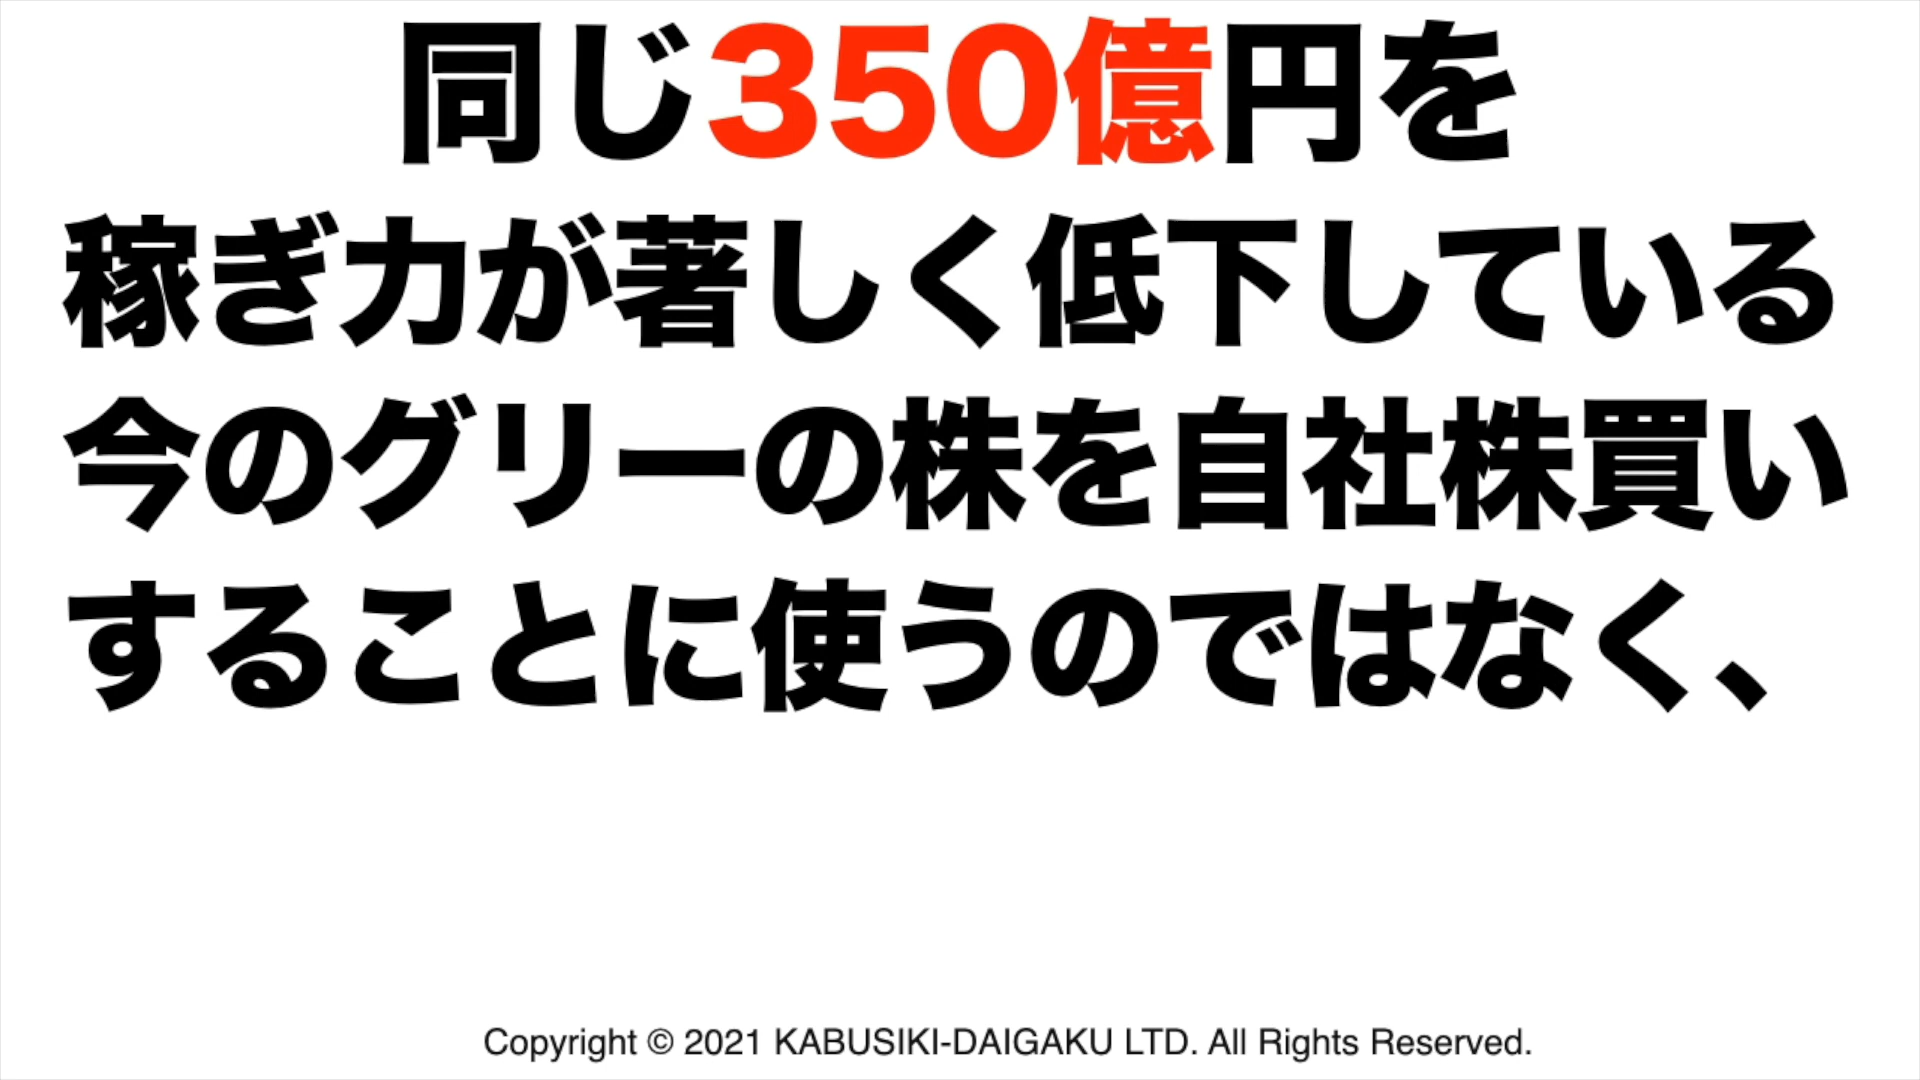 同じ350億円を
稼ぎ力が著しく低下している
今のグリーの株を自社株買い
することに使うのではなく、
Copyright © 2021 KABUSIKI-DAIGAKU LTD. All Rights Reserved.